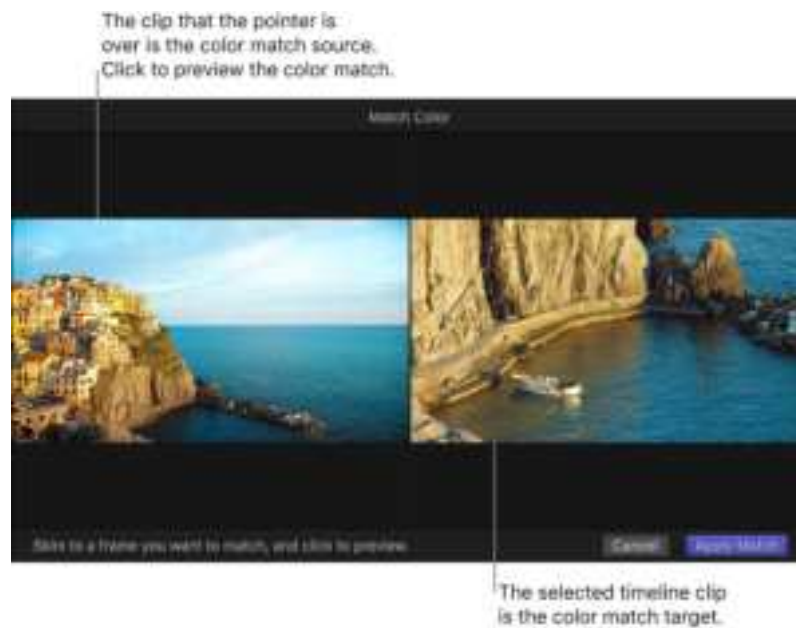 The clip that the pointer is
over is the color match source.
Click to preview the color match.
Match Color
Skim to a frame you want to match, and click to preview.
Cancel
Apply Match
The selected timeline clip
is the color match target.